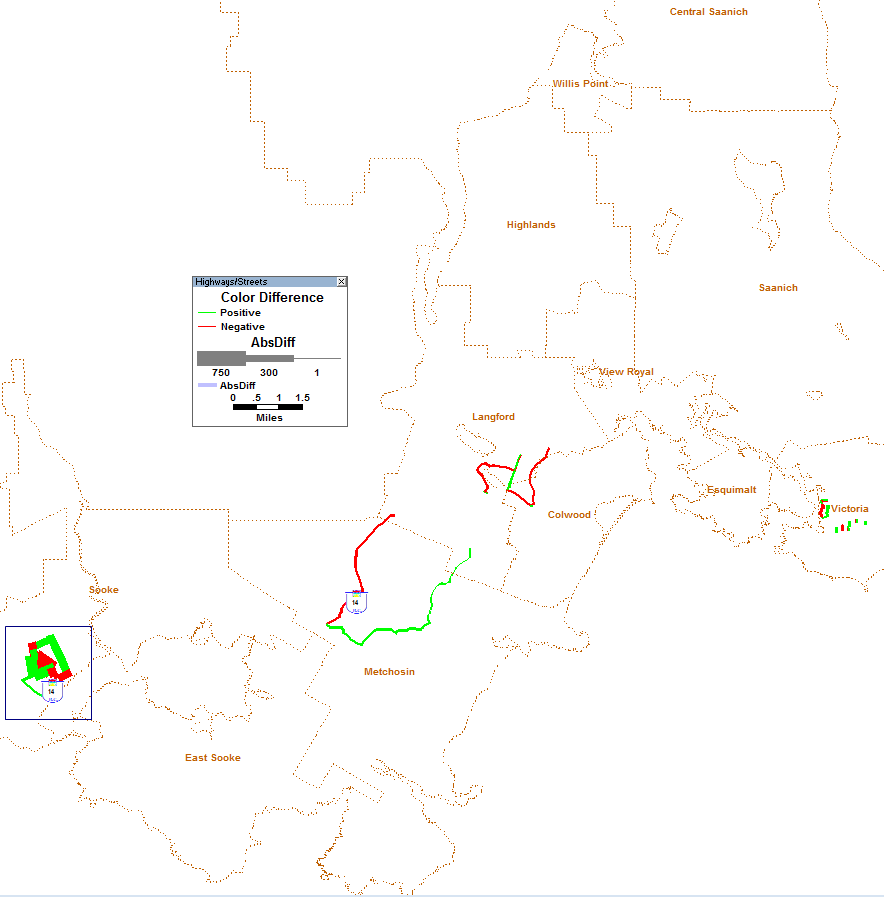 Central Saanich
Willis Point
Highlands
Highways/Streets
Color Difference
Positive
Negative
AbsDiff
750 300 1
AbsDiff
0 .5 1 1.5
Miles
Saanich
View Royal
Langford
Esquimalt
Victoria
Colwood
Sooke
14
Metchosin
14
East Sooke